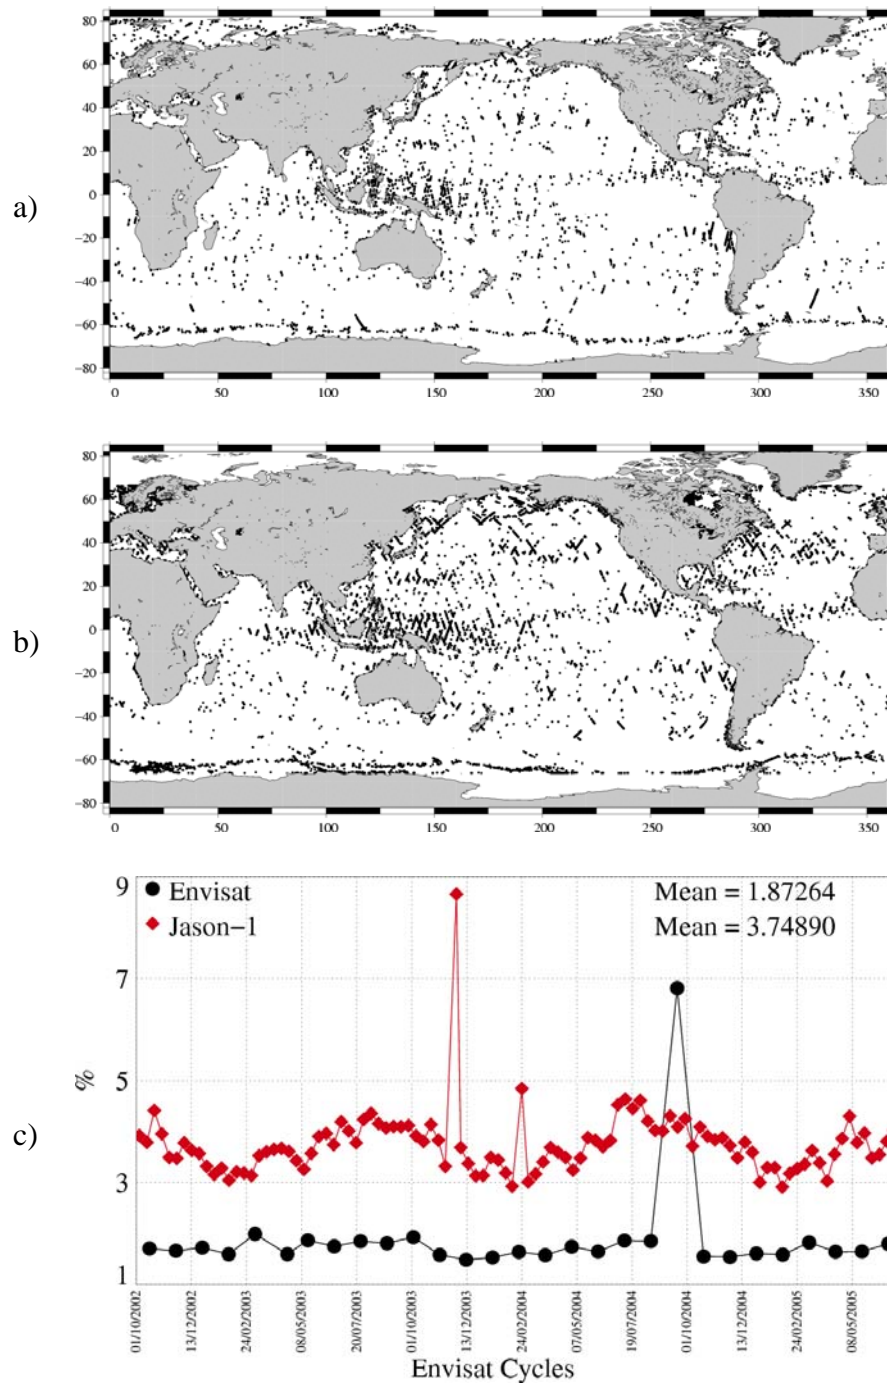 a)
80
60
40
20
0
−20
−40
−60
−80
0 50 100 150 200 250 300 350
b)
80
60
40
20
0
−20
−40
−60
−80
0 50 100 150 200 250 300 350
c)
%
9
7
5
3
1
Envisat Mean = 1.87264
Jason−1 Mean = 3.74890
01/10/2002 13/12/2002 24/02/2003 08/05/2003 20/07/2003 01/10/2003 13/12/2003 24/02/2004 07/05/2004 19/07/2004 01/10/2004 13/12/2004 24/02/2005 08/05/2005
Envisat Cycles